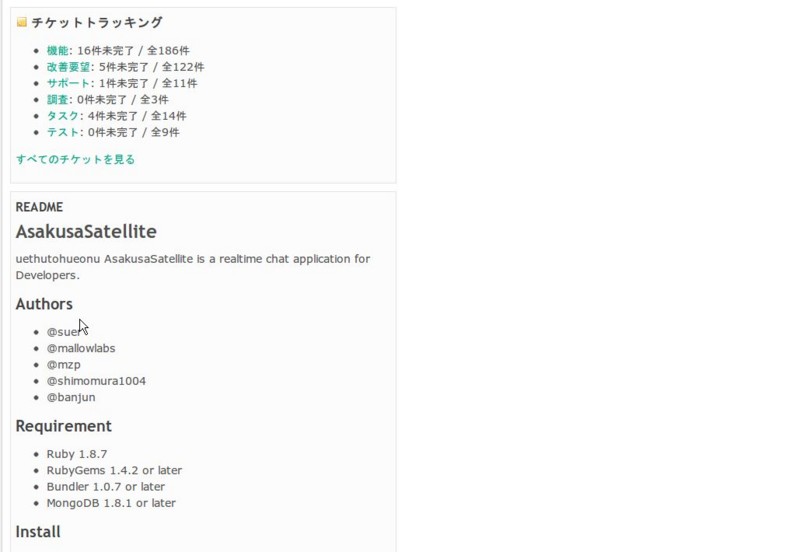 チケットトラッキング
機能: 16件未完了 / 全186件
改善要望: 5件未完了 / 全122件
サポート: 1件未完了 / 全11件
調査: 0件未完了 / 全3件
タスク: 4件未完了 / 全14件
テスト: 0件未完了 / 全9件
すべてのチケットを見る
README
AsakusaSatellite
uethutohueonu AsakusaSatellite is a realtime chat application for
Developers.
Authors
@suer
@mallowlabs
@mzp
@shimomura1004
@banjun
Requirement
Ruby 1.8.7
RubyGems 1.4.2 or later
Bundler 1.0.7 or later
MongoDB 1.8.1 or later
Install